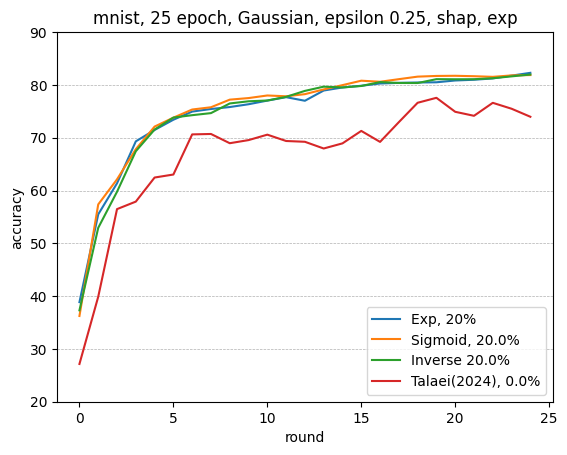 mnist, 25 epoch, Gaussian, epsilon 0.25, shap, exp
90
80
70
60
50
40
30
20
accuracy
Exp, 20%
Sigmoid, 20.0%
Inverse 20.0%
Talaei(2024), 0.0%
0 5 10 15 20 25
round